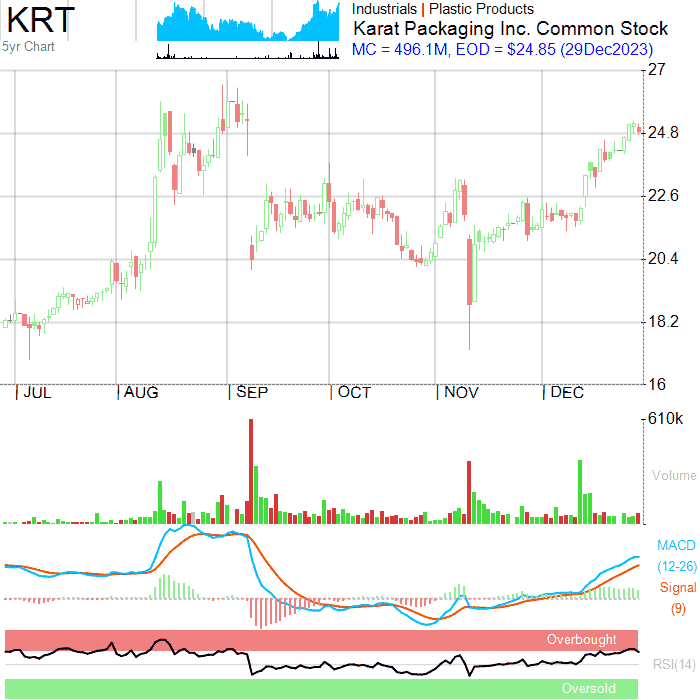 KRT
5yr Chart
Industrials | Plastic Products
Karat Packaging Inc. Common Stock
MC = 496.1M, EOD = $24.85 (29Dec2023)
27
24.8
22.6
20.4
18.2
16
JUL
AUG
SEP
OCT
NOV
DEC
610k
Volume
MACD
(12-26)
Signal
(9)
Overbought
RSI(14)
Oversold